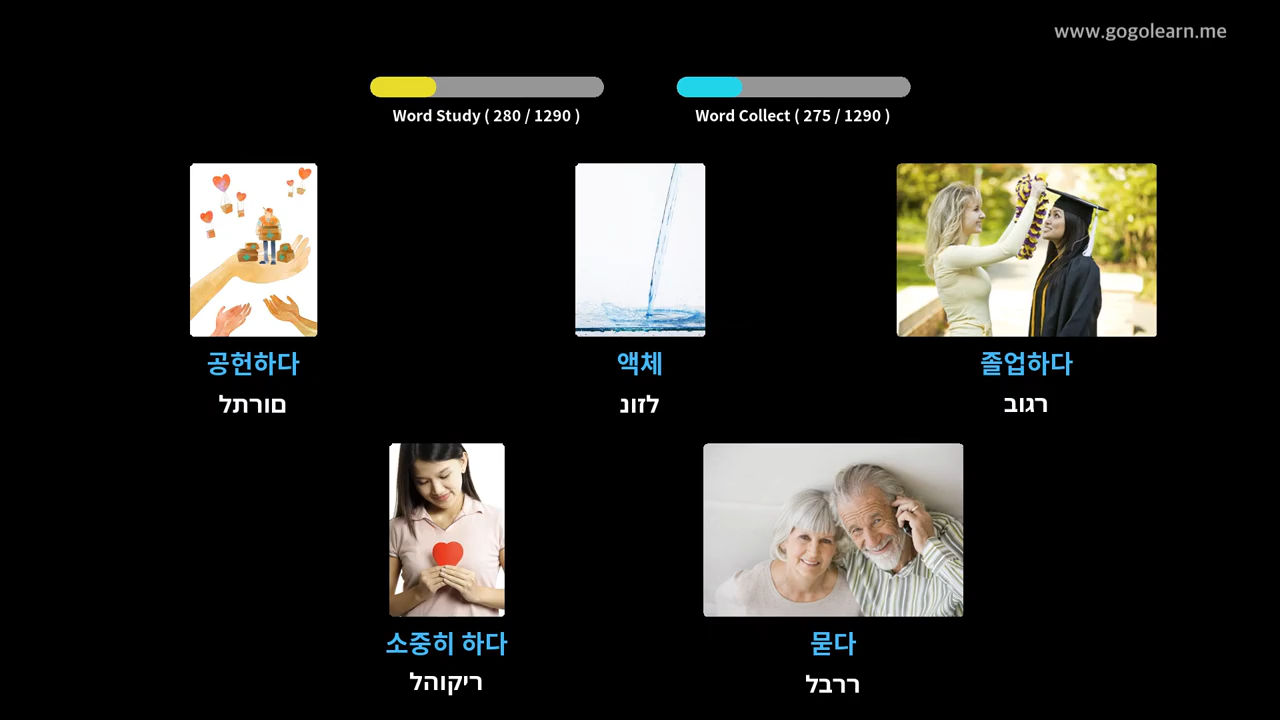 www.gogolearn.me
Word Study ( 280 / 1290 )
Word Collect ( 275 / 1290 )
공헌하다
םורתל
액체
לזונ
졸업하다
רגוב
소중히 하다
ריקוהל
묻다
ררבל